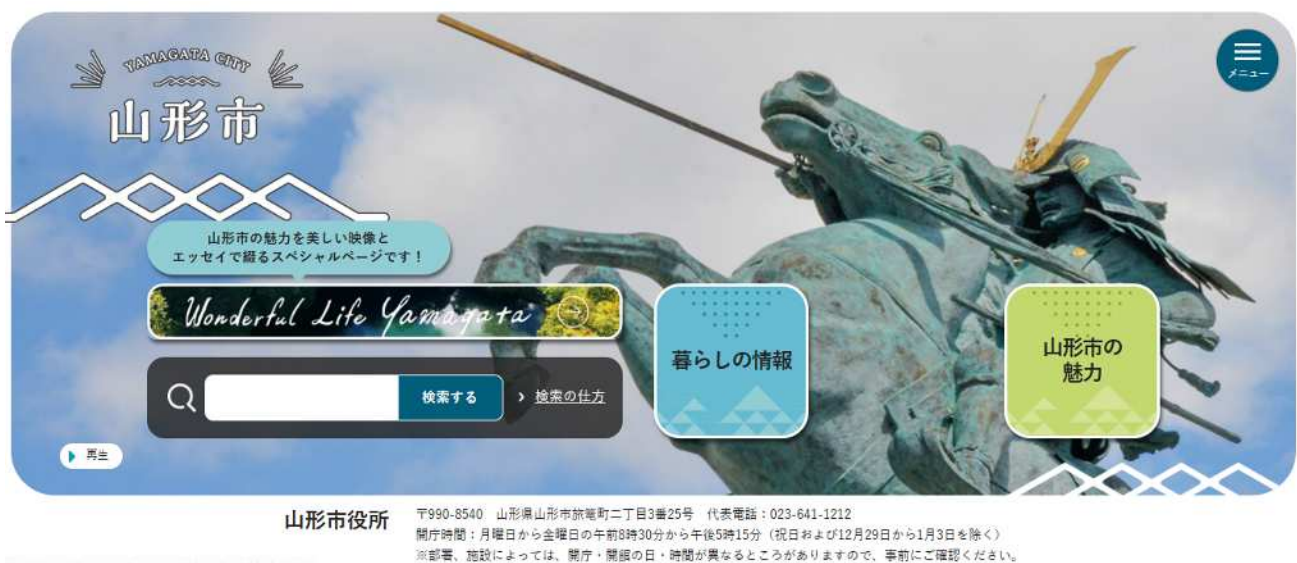 YAMAGATA CITY
山形市
メニュー
山形市の魅力を美しい映像と
エッセイで綴るスペシャルページです！
Wonderful Life Yamagata
検索する
検索の仕方
暮らしの情報
山形市の
魅力
再生
山形市役所
〒990-8540 山形県山形市旅篭町二丁目3番25号 代表電話：023-641-1212
開庁時間：月曜日から金曜日の午前8時30分から午後5時15分（祝日および12月29日から1月3日を除く）
※部署、施設によっては、開庁・開館の日・時間が異なるところがありますので、事前にご確認ください。